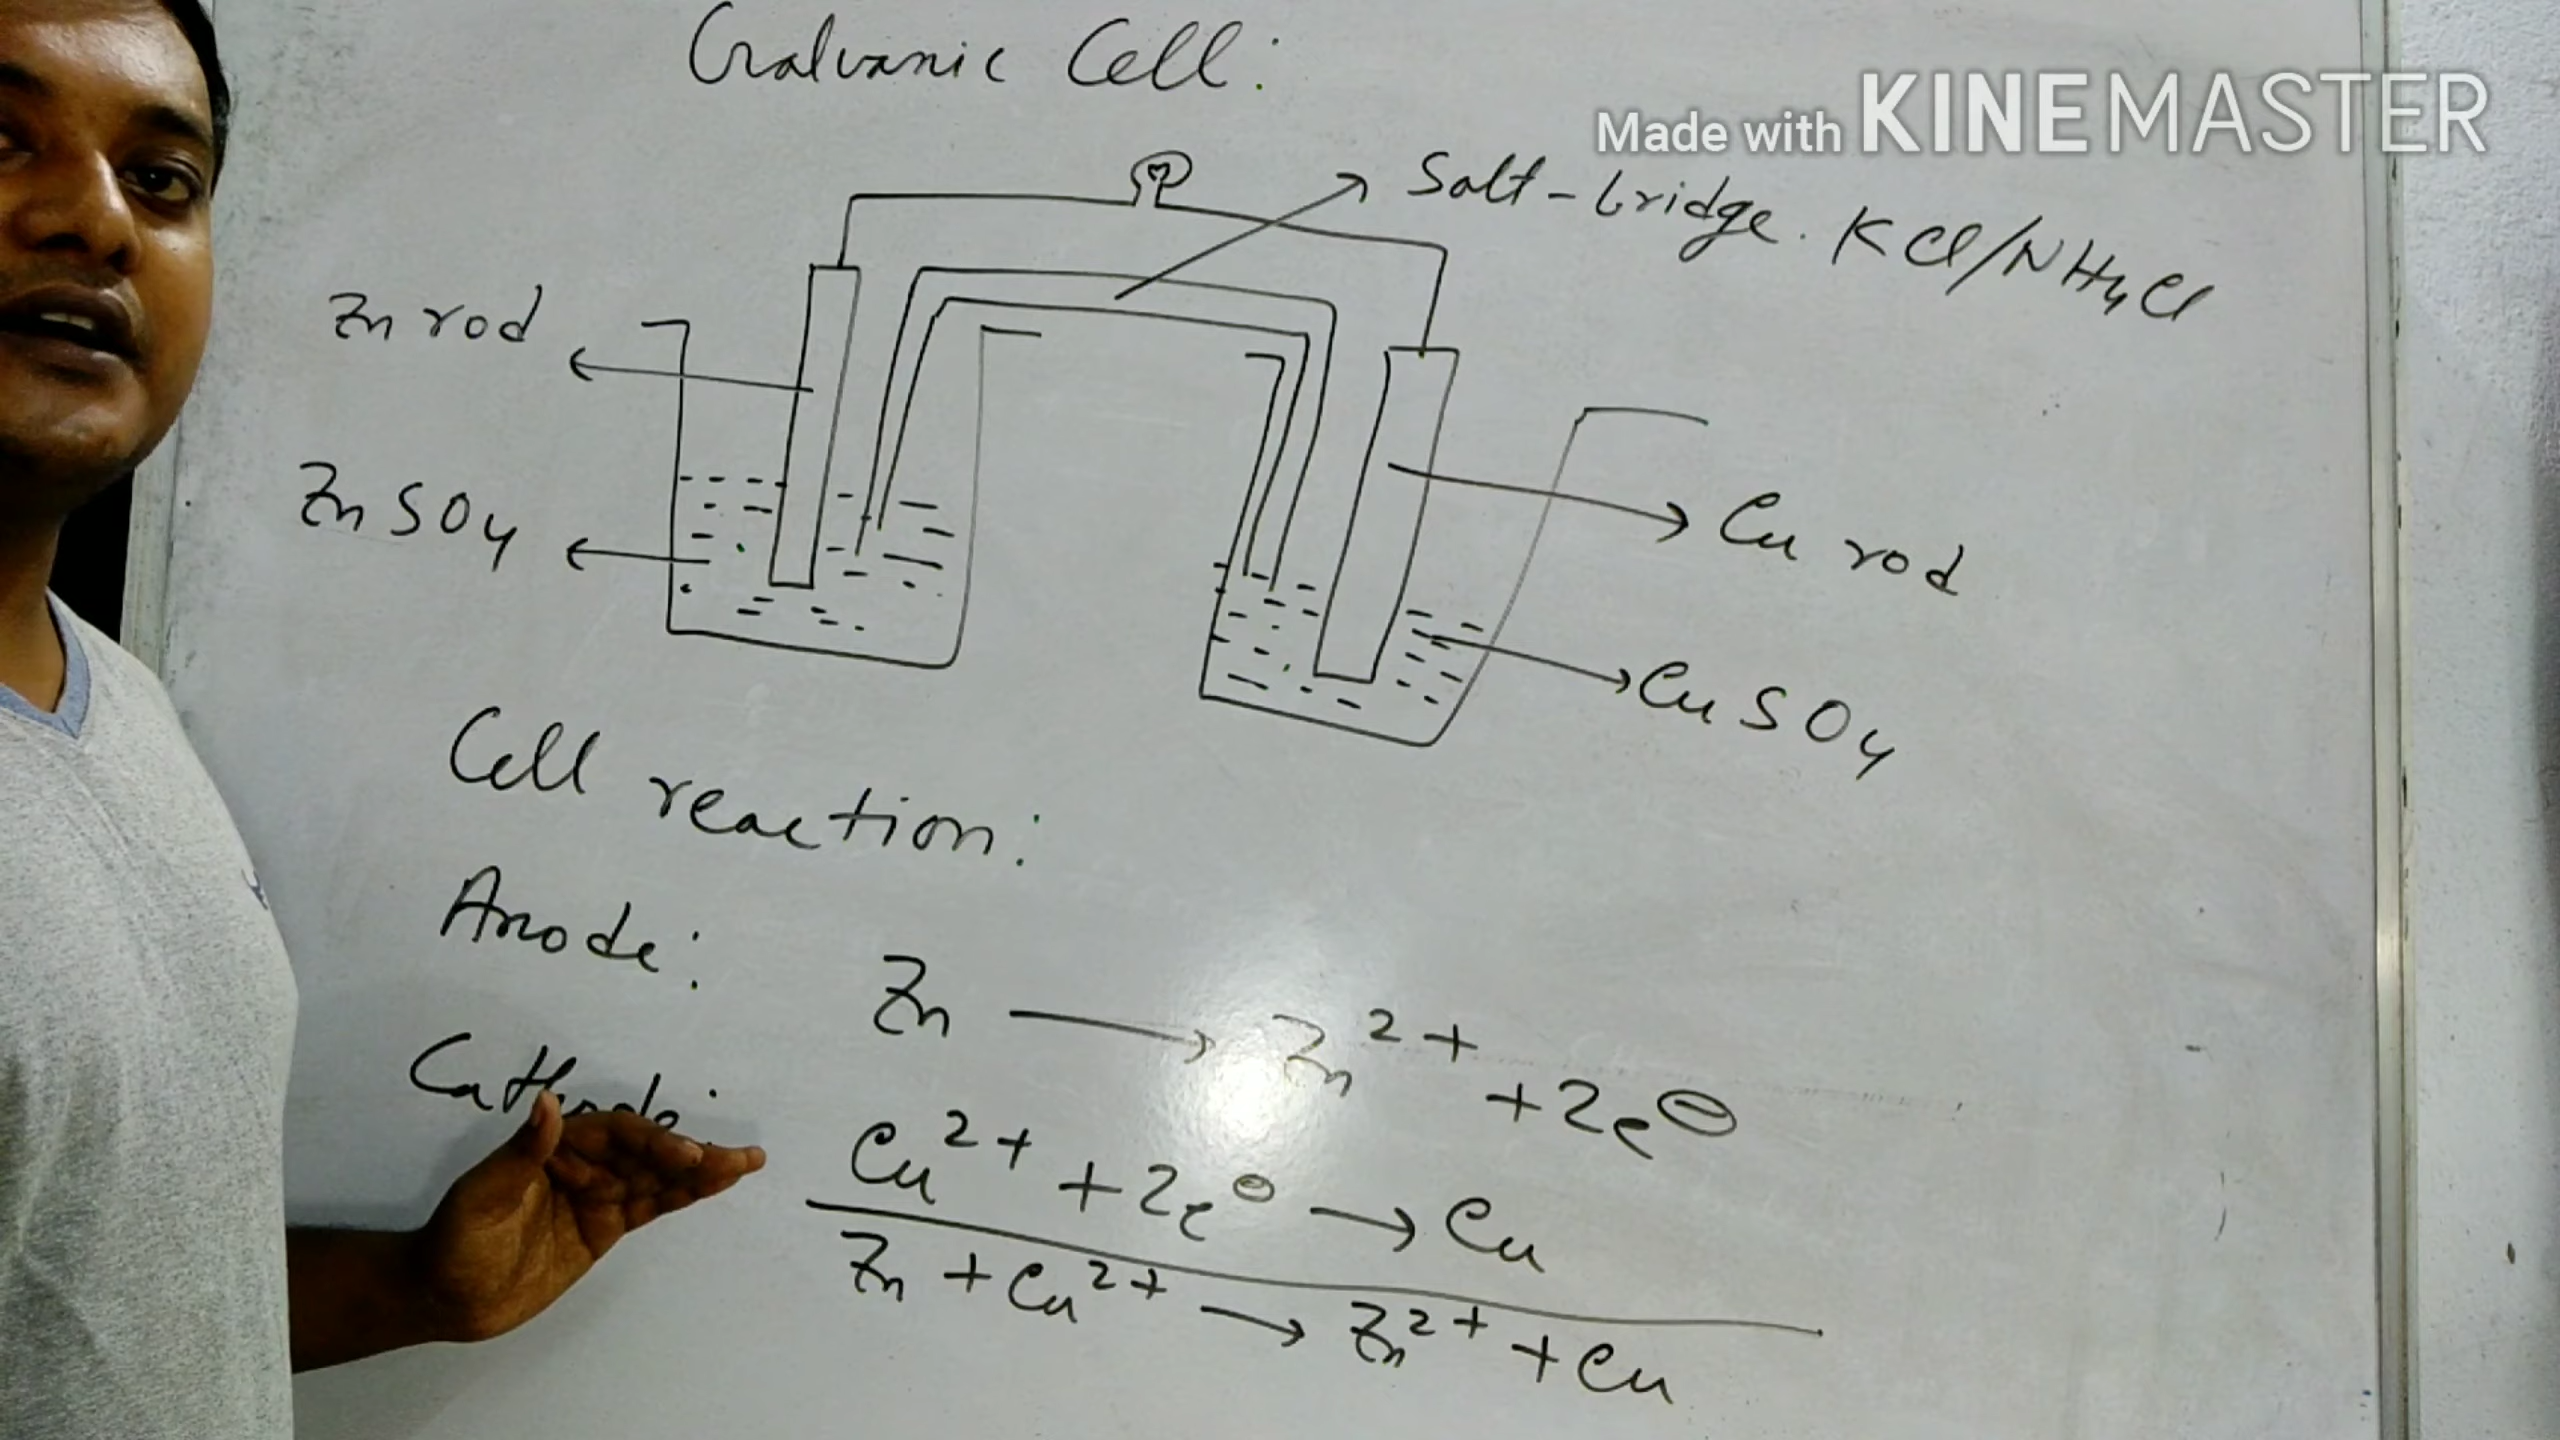 Galvanic Cell:
Made with KINEMASTER
Salt-bridge. KCl/NH4Cl
Zn rod
ZnSO4
Cu rod
CuSO4
Cell reaction:
Anode: Zn → Zn²⁺ + 2e⊖
Cathode: Cu²⁺ + 2e⊖ → Cu
Zn + Cu²⁺ → Zn²⁺ + Cu